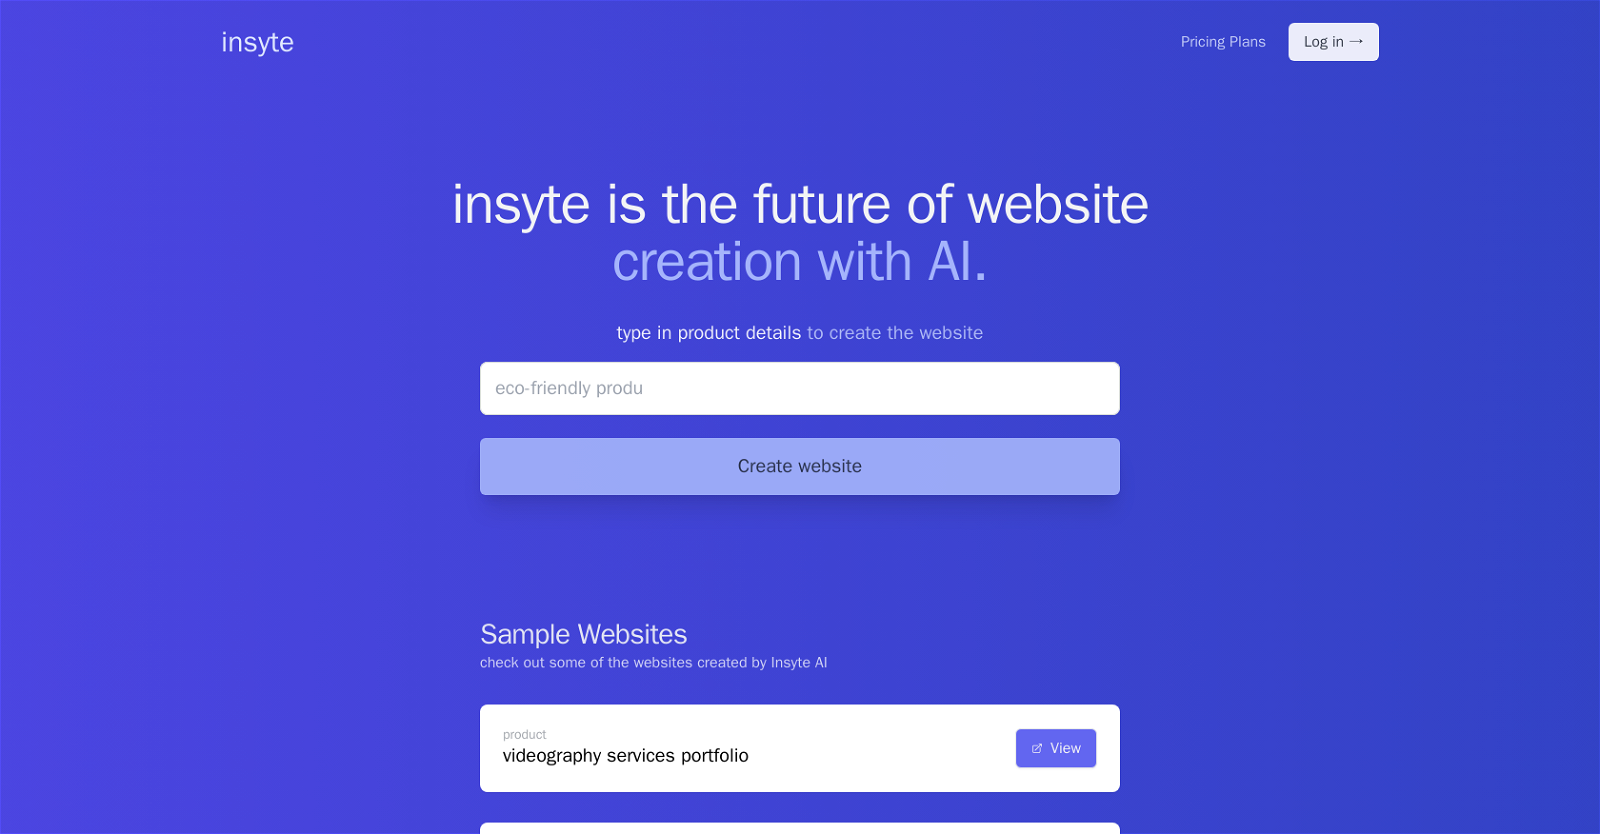 insyte
Pricing Plans
Log in →
insyte is the future of website
creation with AI.
type in product details to create the website
eco-friendly produ
Create website
Sample Websites
check out some of the websites created by Insyte AI
product
videography services portfolio
View